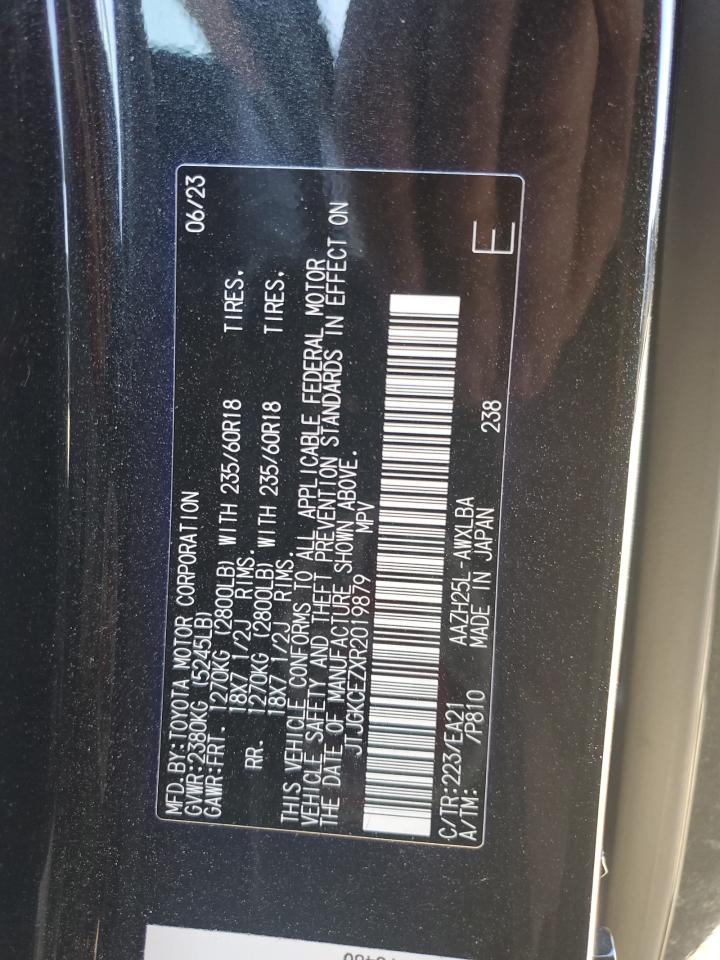 MFD.BY:TOYOTA MOTOR CORPORATION 06/23
GVWR:2380KG (5245LB)
GAWR:FRT. 1270KG (2800LB) WITH 235/60R18 TIRES,
18X7 1/2J RIMS.
RR. 1270KG (2800LB) WITH 235/60R18 TIRES,
18X7 1/2J RIMS.
THIS VEHICLE CONFORMS TO ALL APPLICABLE FEDERAL MOTOR
VEHICLE SAFETY AND THEFT PREVENTION STANDARDS IN EFFECT ON
THE DATE OF MANUFACTURE SHOWN ABOVE.
JTJGKCEZXR2019879 MPV
C/TR:223/EA21 AAZH25L-AWXLBA
A/TM: /P810 MADE IN JAPAN 238 E